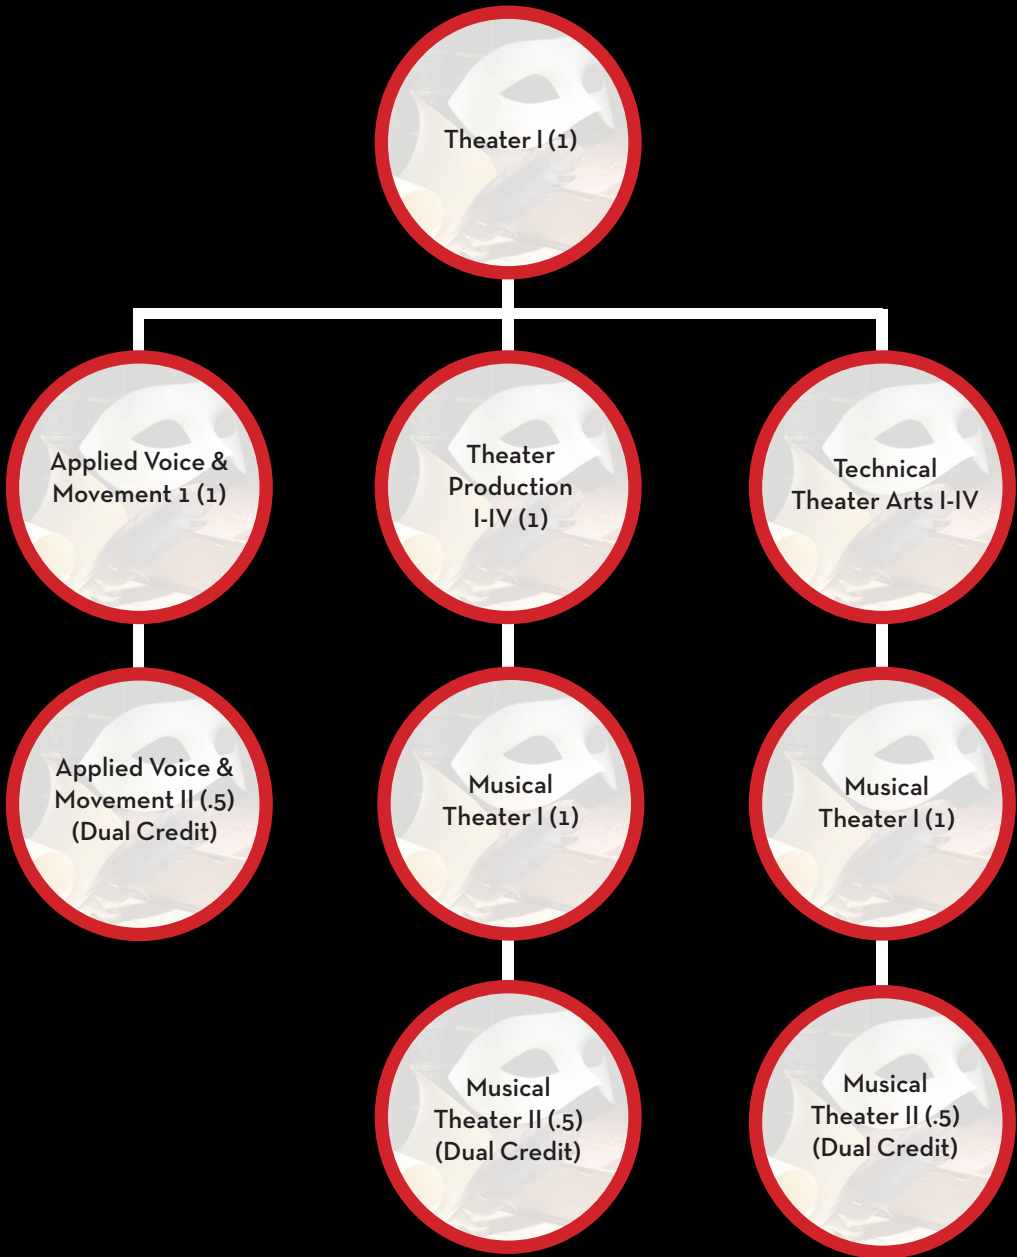 Theater I (1)
Applied Voice &
Movement 1 (1)
Theater
Production
I-IV (1)
Technical
Theater Arts I-IV
Applied Voice &
Movement II (.5)
(Dual Credit)
Musical
Theater I (1)
Musical
Theater I (1)
Musical
Theater II (.5)
(Dual Credit)
Musical
Theater II (.5)
(Dual Credit)